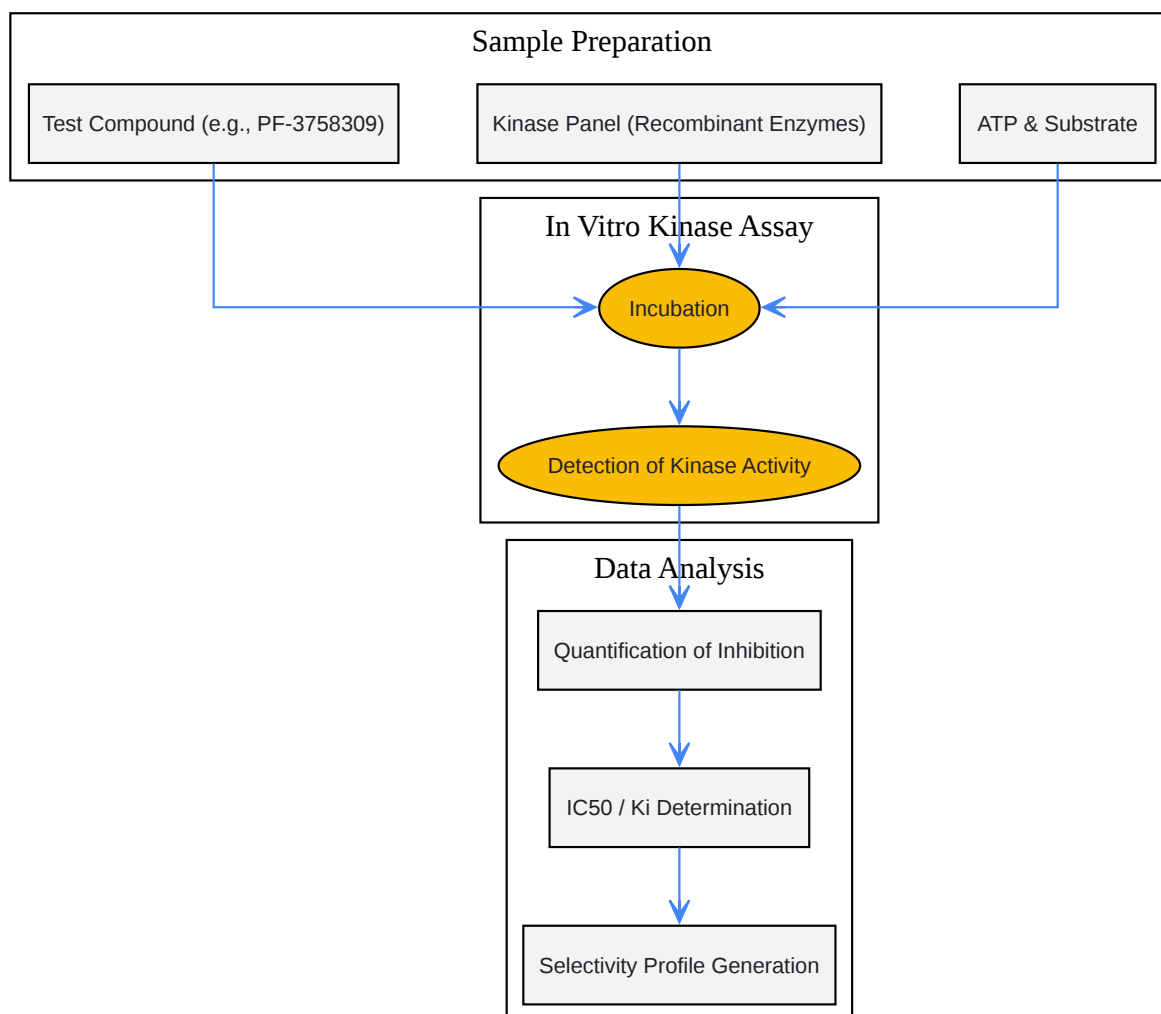 Sample Preparation
Test Compound (e.g., PF-3758309)
Kinase Panel (Recombinant Enzymes)
ATP & Substrate
In Vitro Kinase Assay
Incubation
Detection of Kinase Activity
Data Analysis
Quantification of Inhibition
IC50 / Ki Determination
Selectivity Profile Generation